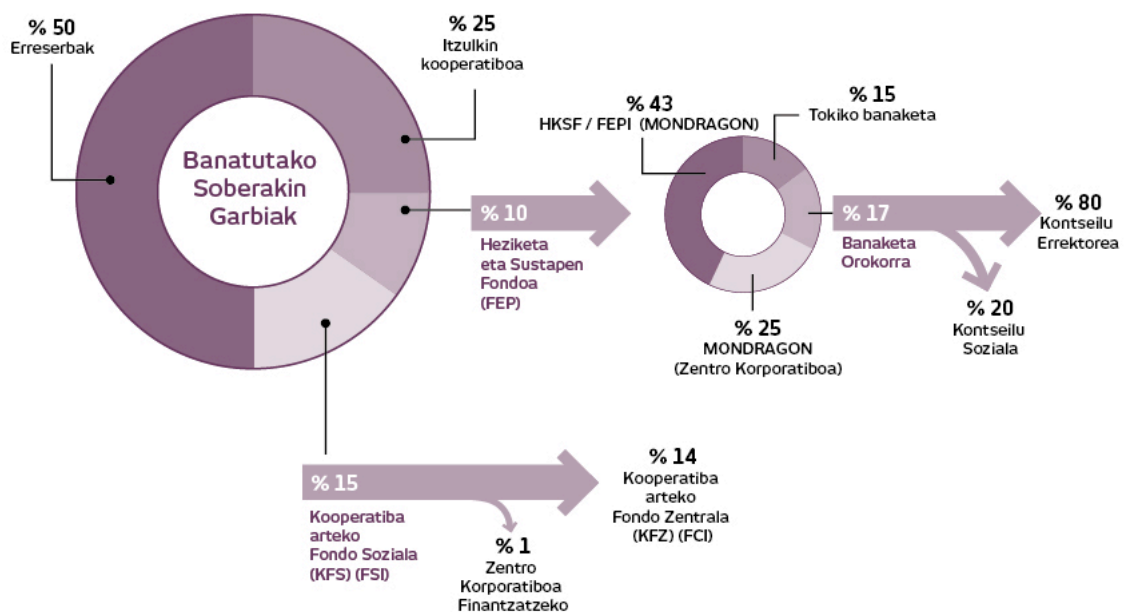 % 50
Erreserbak
% 25
Itzulkin
kooperatiboa
Banatutako
Soberakin
Garbiak
% 10
Heziketa
eta Sustapen
Fondoa
(FEP)
% 43
HKSF / FEPI (MONDRAGON)
% 15
Tokiko banaketa
% 17
Banaketa
Orokorra
% 80
Kontseilu
Errektorea
% 20
Kontseilu
Soziala
% 25
MONDRAGON
(Zentro Korporatiboa)
% 15
Kooperatiba
arteko
Fondo Soziala
(KFS) (FSI)
% 1
Zentro
Korporatiboa
Finantzatzeko
% 14
Kooperatiba
arteko
Fondo Zentrala
(KFZ) (FCI)